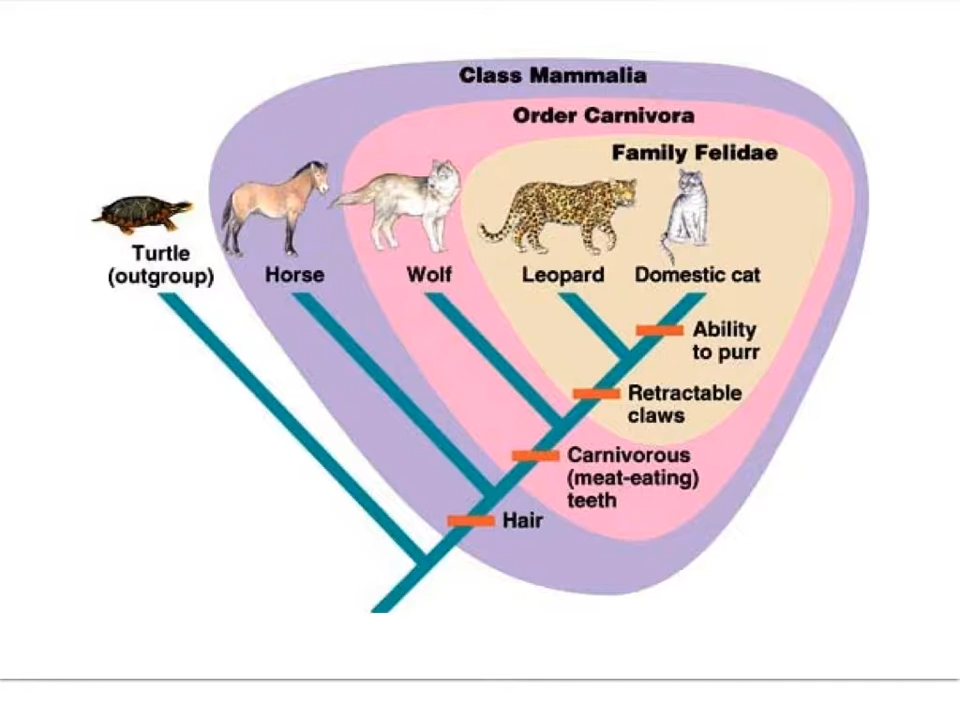 Class Mammalia
Order Carnivora
Family Felidae
Turtle
(outgroup)
Horse
Wolf
Leopard
Domestic cat
Ability
to purr
Retractable
claws
Carnivorous
(meat-eating)
teeth
Hair